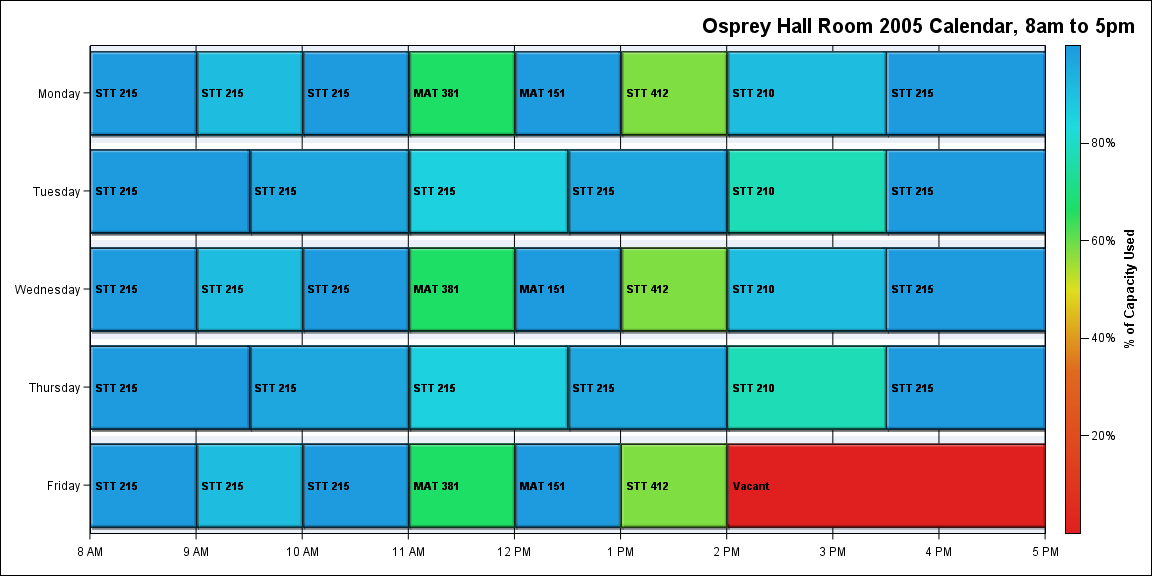 Osprey Hall Room 2005 Calendar, 8am to 5pm
Monday STT 215 STT 215 STT 215 MAT 381 MAT 151 STT 412 STT 210 STT 215
Tuesday STT 215 STT 215 STT 215 STT 215 STT 210 STT 215
Wednesday STT 215 STT 215 STT 215 MAT 381 MAT 151 STT 412 STT 210 STT 215
Thursday STT 215 STT 215 STT 215 STT 215 STT 210 STT 215
Friday STT 215 STT 215 STT 215 MAT 381 MAT 151 STT 412 Vacant
8 AM 9 AM 10 AM 11 AM 12 PM 1 PM 2 PM 3 PM 4 PM 5 PM
80%
60%
40%
20%
% of Capacity Used